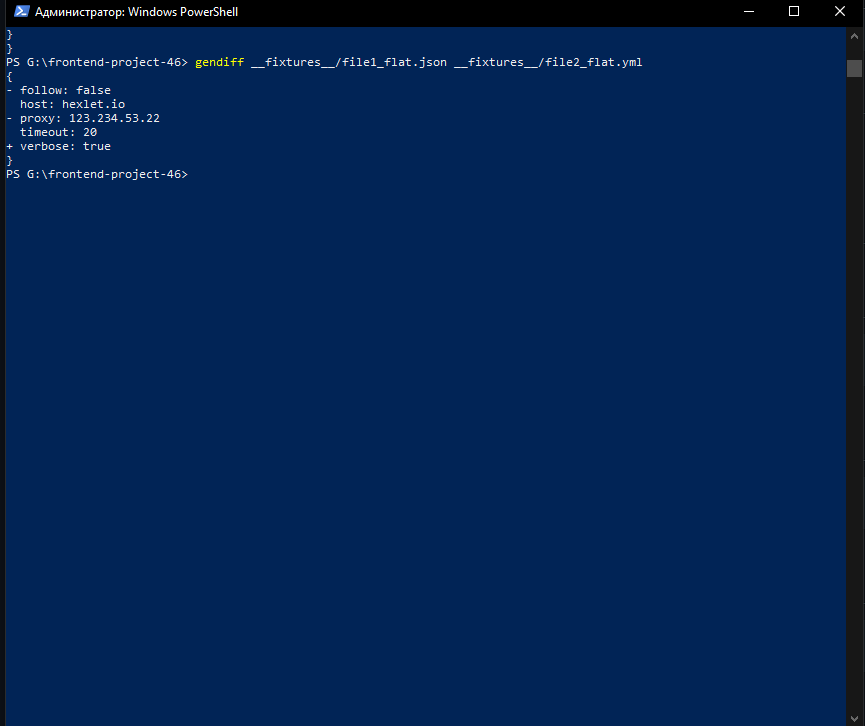 Администратор: Windows PowerShell
}
}
PS G:\frontend-project-46> gendiff __fixtures__/file1_flat.json __fixtures__/file2_flat.yml
{
- follow: false
  host: hexlet.io
- proxy: 123.234.53.22
  timeout: 20
+ verbose: true
}
PS G:\frontend-project-46>